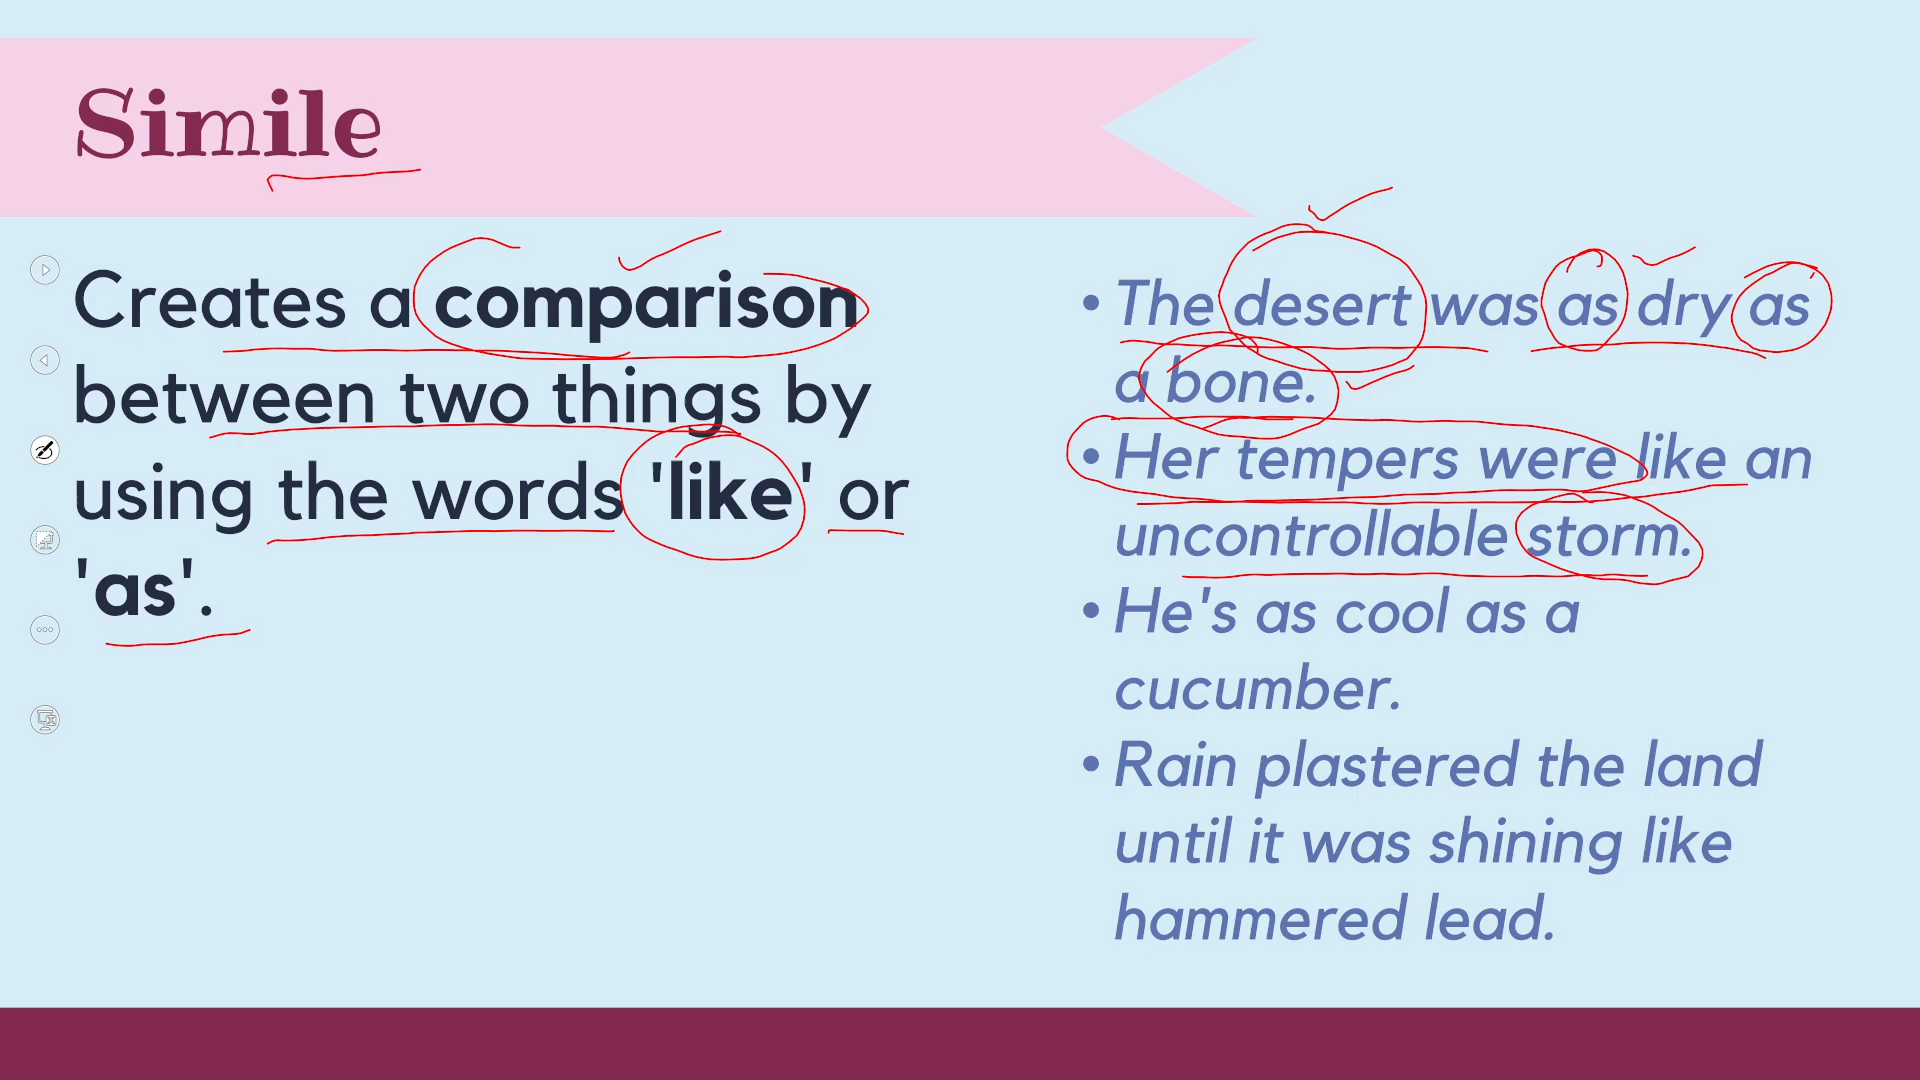 Simile
Creates a comparison
between two things by
using the words 'like' or
'as'.
• The desert was as dry as
a bone.
• Her tempers were like an
uncontrollable storm.
• He's as cool as a
cucumber.
• Rain plastered the land
until it was shining like
hammered lead.